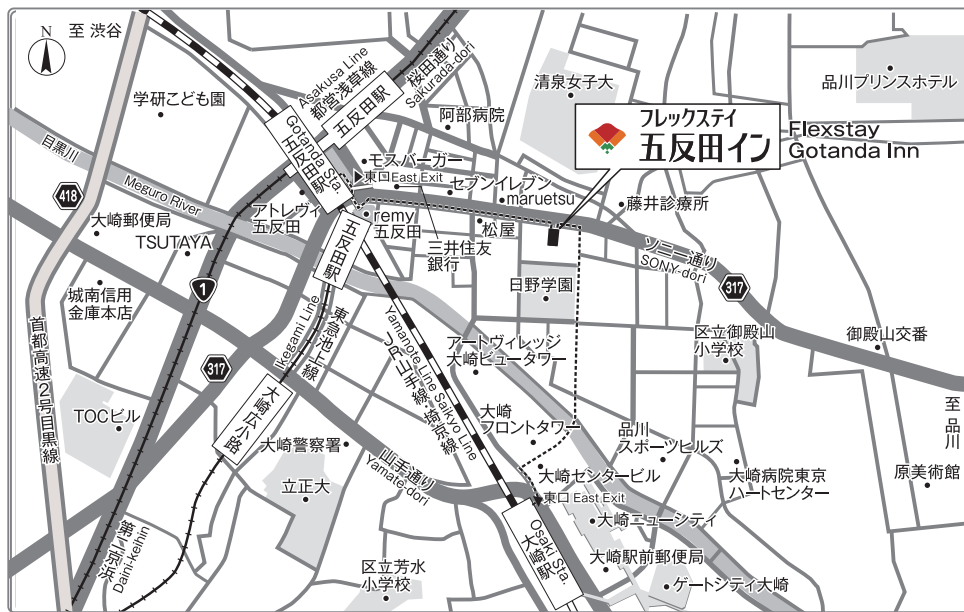 N
至 渋谷
学研こども園
目黒川
Meguro River
418
大崎郵便局
TSUTAYA
城南信用
金庫本店
首都高速2号目黒線
TOCビル
第二京浜
Daini-keihin
1
317
Asakusa Line
都営浅草線
五反田駅
桜田通り
Sakurada-dori
Gotanda Sta.
五反田駅
アトレヴィ
五反田
モスバーガー
東口East Exit
remy
五反田
三井住友
銀行
阿部病院
セブンイレブン
maruetsu
松屋
清泉女子大
品川プリンスホテル
フレックステイ
五反田イン
Flexstay
Gotanda Inn
藤井診療所
ソニー通り
SONY-dori
317
日野学園
五反田駅
Ikegami Line
東急池上線
大崎広小路
Yamanote Line Saikyo Line
JR山手線・埼京線
アートヴィレッジ
大崎ビュータワー
区立御殿山
小学校
御殿山交番
至 品川
原美術館
大崎警察署
立正大
山手通り
Yamate-dori
大崎
フロントタワー
品川
スポーツヒルズ
大崎センタービル
大崎病院東京
ハートセンター
東口 East Exit
大崎ニューシティ
Osaki Sta.
大崎駅
大崎駅前郵便局
ゲートシティ大崎
区立芳水
小学校